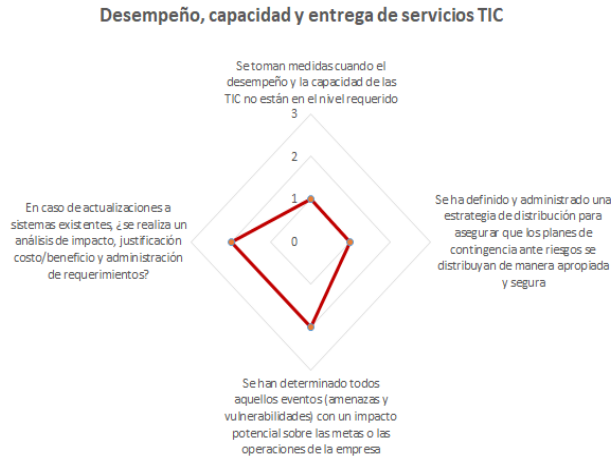 Desempeño, capacidad y entrega de servicios TIC
Se toman medidas cuando el
desempeño y la capacidad de las
TIC no están en el nivel requerido
3
2
1
0
Se ha definido y administrado una
estrategia de distribución para
asegurar que los planes de
contingencia ante riesgos se
distribuyan de manera apropiada
y segura
En caso de actualizaciones a
sistemas existentes, ¿se realiza un
análisis de impacto, justificación
costo/beneficio y administración
de requerimientos?
Se han determinado todos
aquellos eventos (amenazas y
vulnerabilidades) con un impacto
potencial sobre las metas o las
operaciones de la empresa